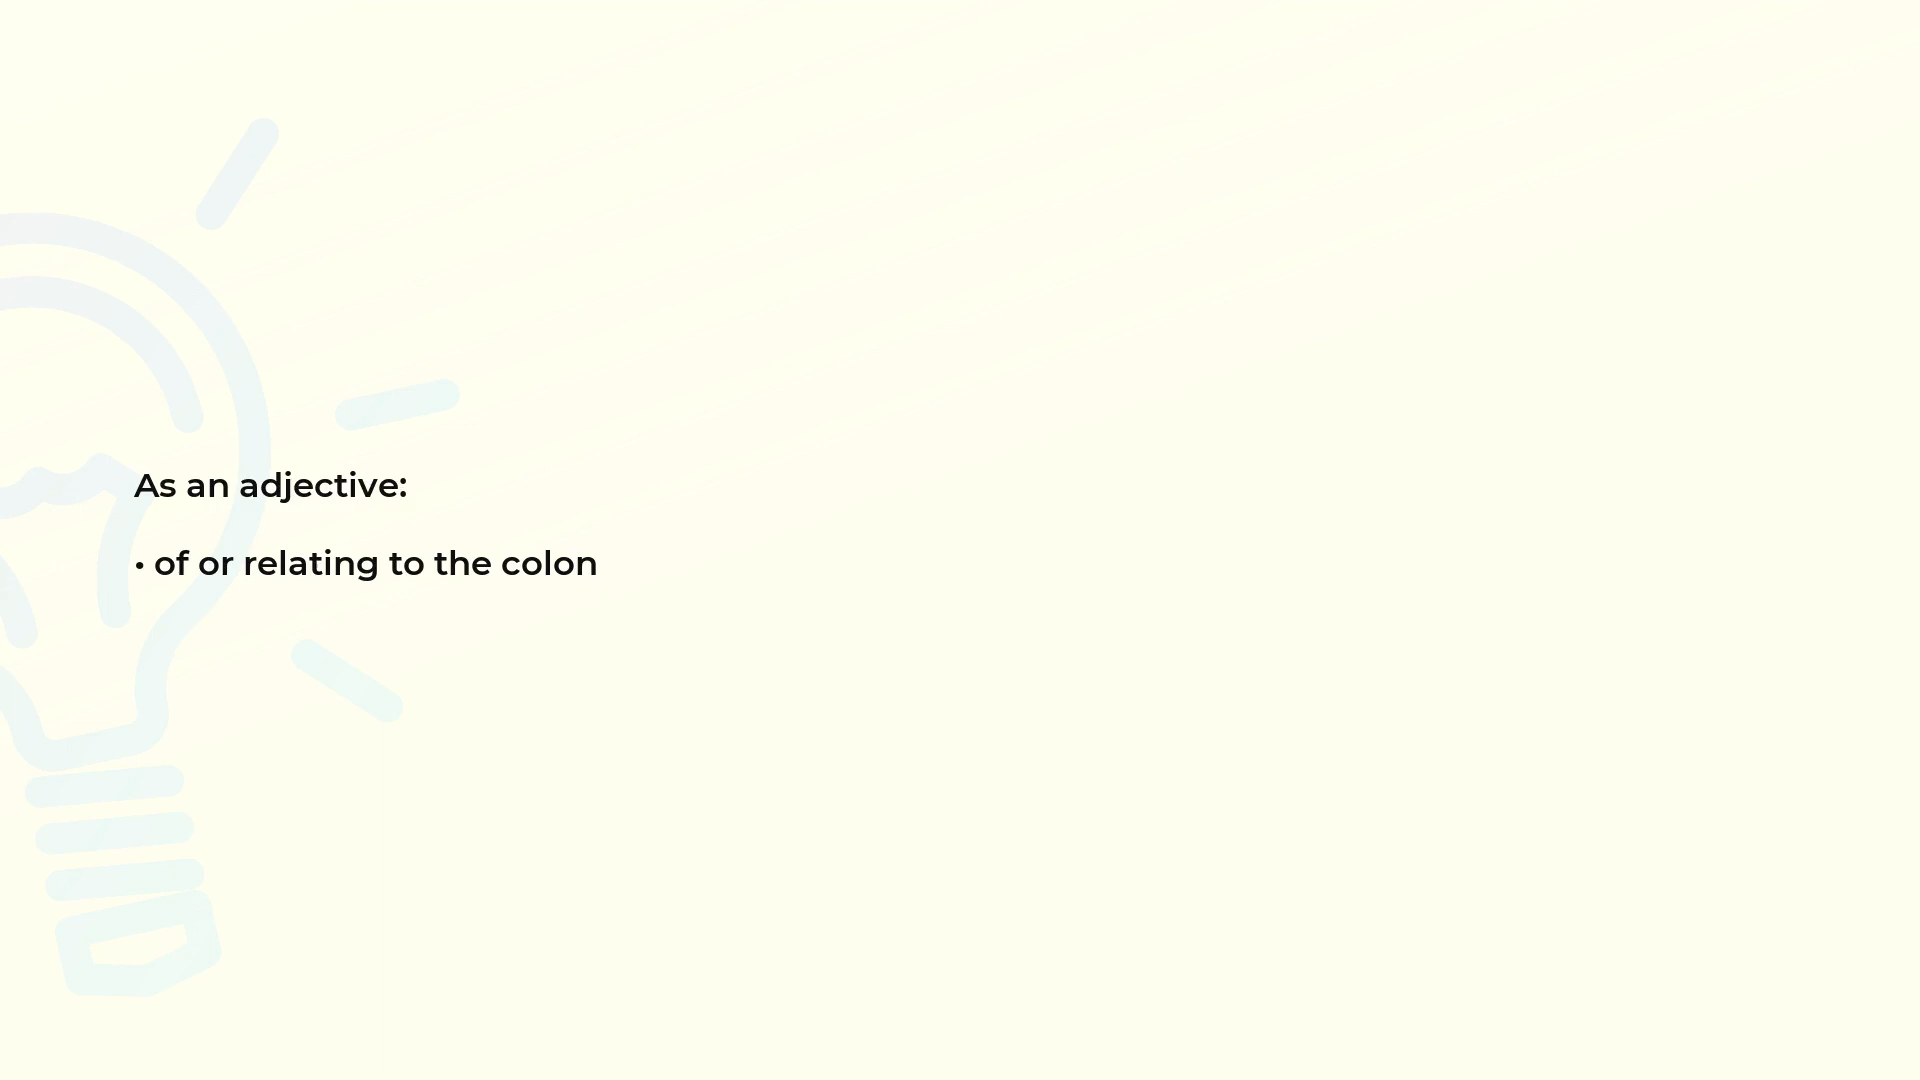 As an adjective:
• of or relating to the colon